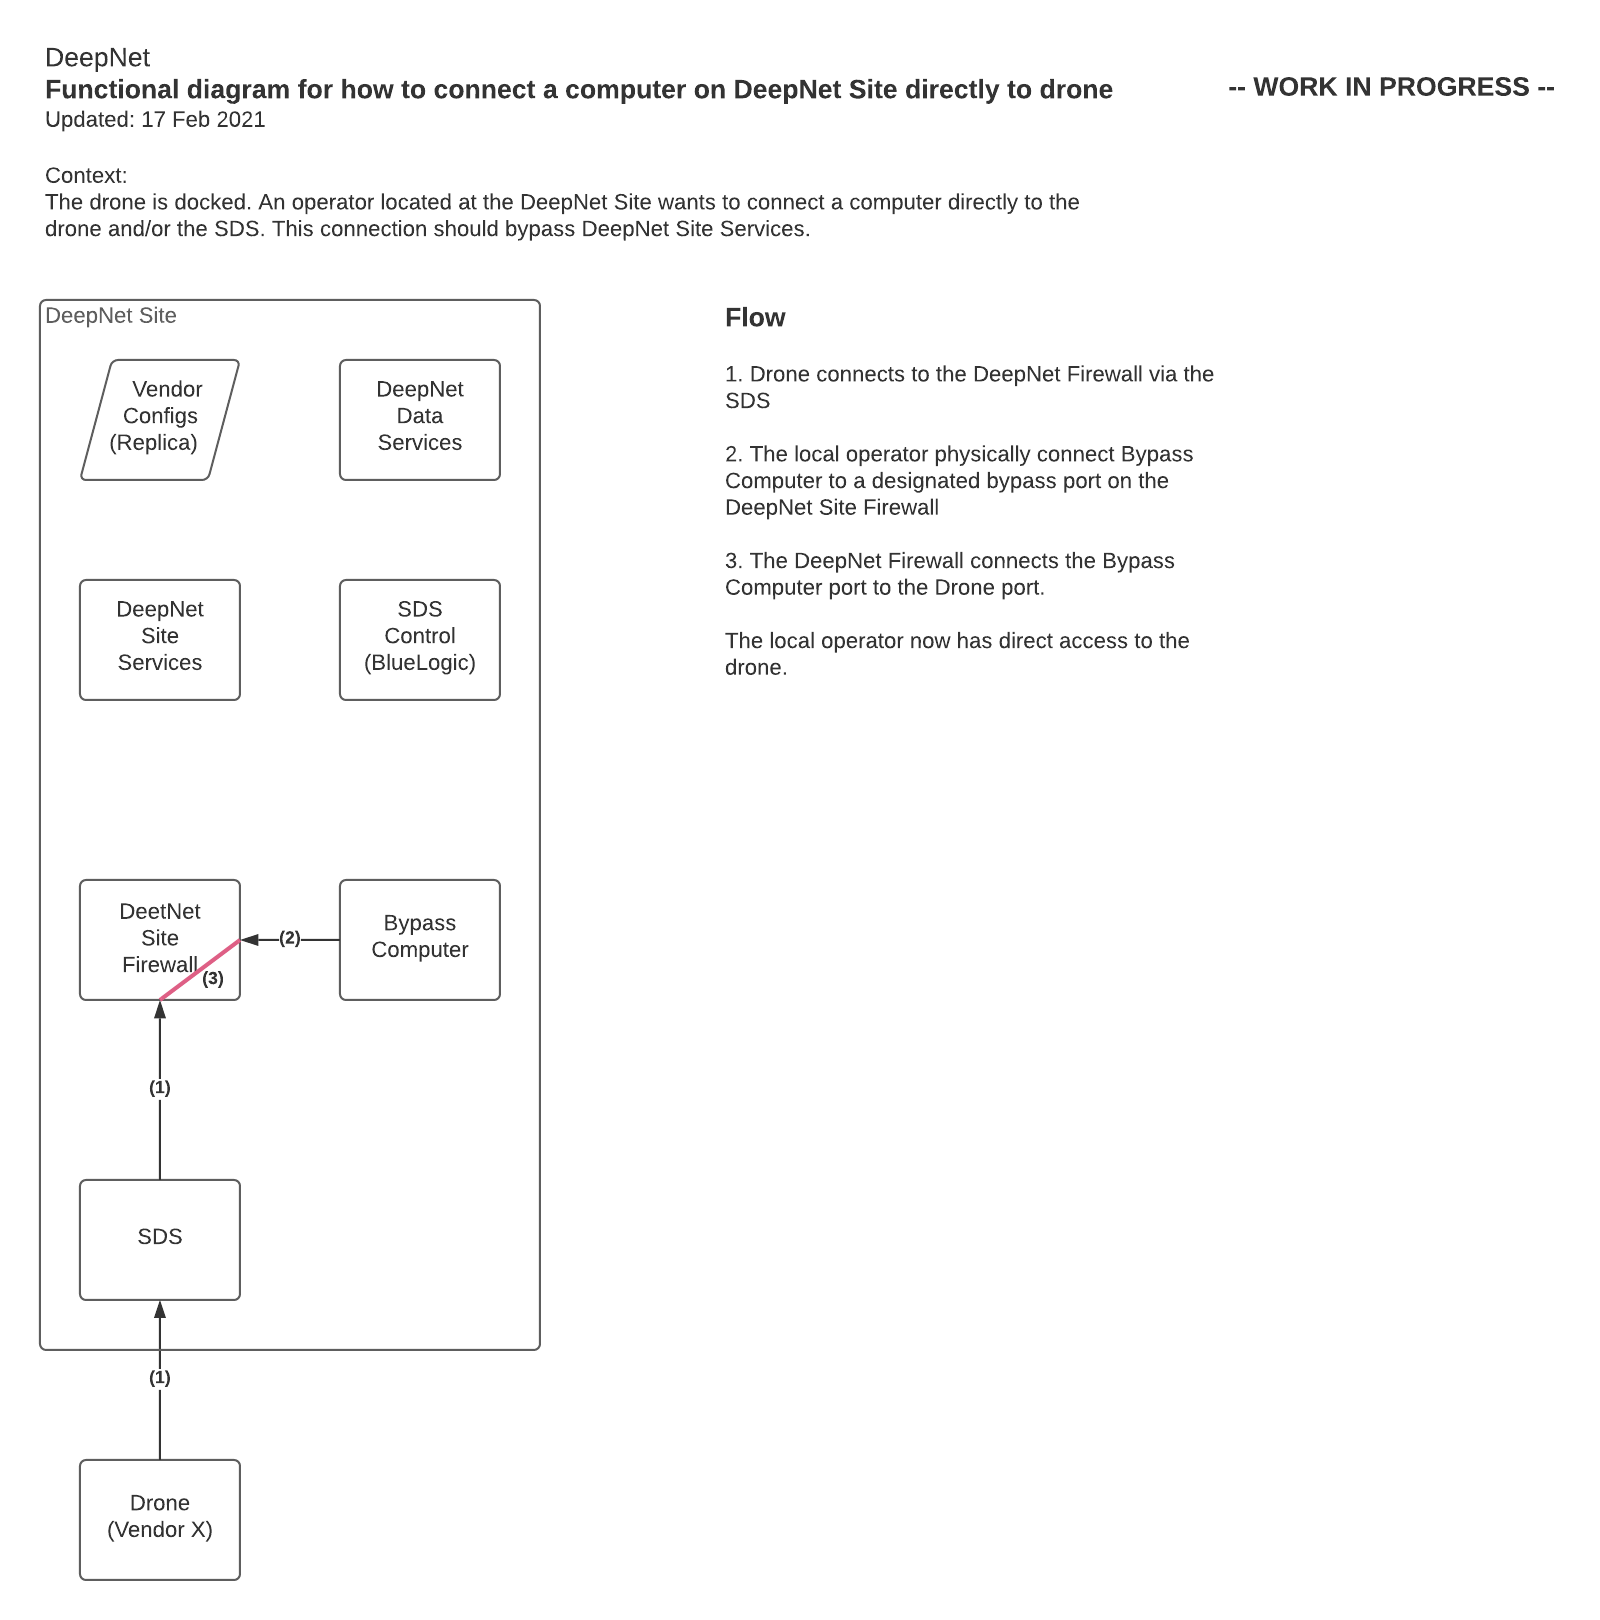 DeepNet
Functional diagram for how to connect a computer on DeepNet Site directly to drone
-- WORK IN PROGRESS --
Updated: 17 Feb 2021
Context:
The drone is docked. An operator located at the DeepNet Site wants to connect a computer directly to the
drone and/or the SDS. This connection should bypass DeepNet Site Services.
DeepNet Site
Vendor
Configs
(Replica)
DeepNet
Data
Services
DeepNet
Site
Services
SDS
Control
(BlueLogic)
DeetNet
Site
Firewall
(3)
(2)
Bypass
Computer
(1)
SDS
(1)
Drone
(Vendor X)
Flow
1. Drone connects to the DeepNet Firewall via the
SDS
2. The local operator physically connect Bypass
Computer to a designated bypass port on the
DeepNet Site Firewall
3. The DeepNet Firewall connects the Bypass
Computer port to the Drone port.
The local operator now has direct access to the
drone.